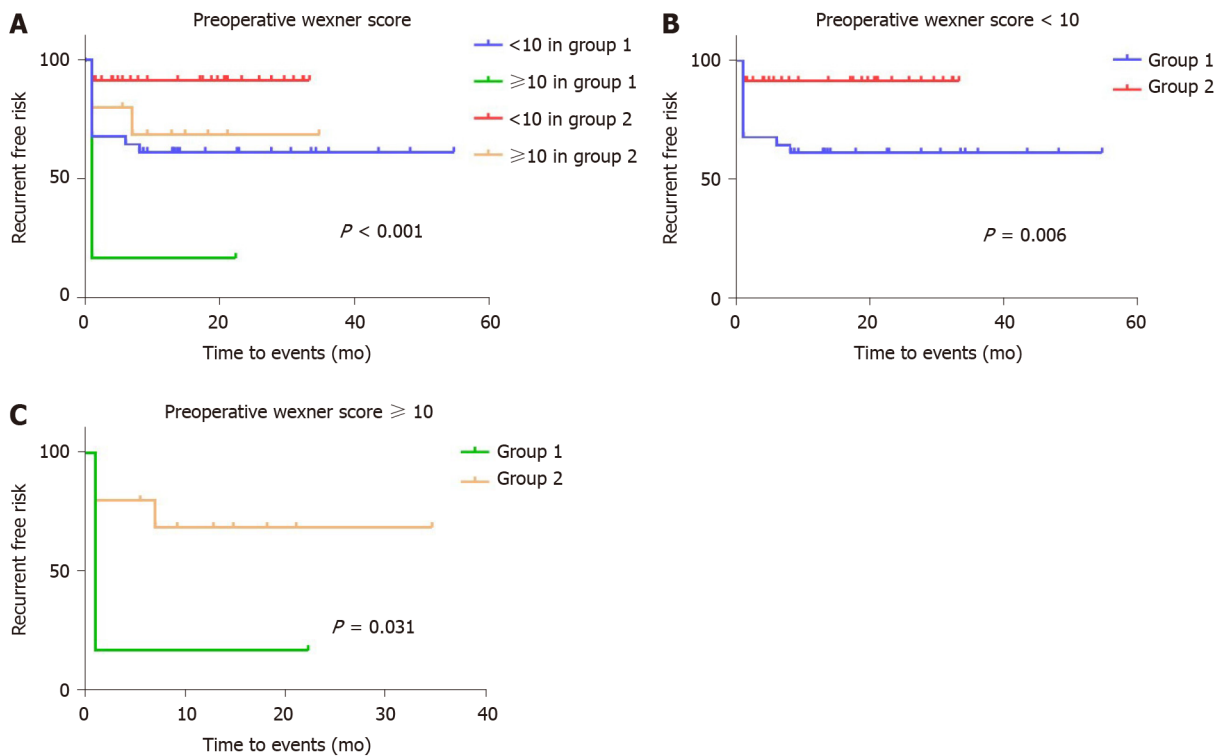 A
Preoperative wexner score
<10 in group 1
≥10 in group 1
<10 in group 2
≥10 in group 2
Recurrent free risk
100
50
0
P < 0.001
0 20 40 60
Time to events (mo)
B
Preoperative wexner score < 10
Group 1
Group 2
Recurrent free risk
100
50
0
P = 0.006
0 20 40 60
Time to events (mo)
C
Preoperative wexner score ≥ 10
Group 1
Group 2
Recurrent free risk
100
50
0
P = 0.031
0 10 20 30 40
Time to events (mo)